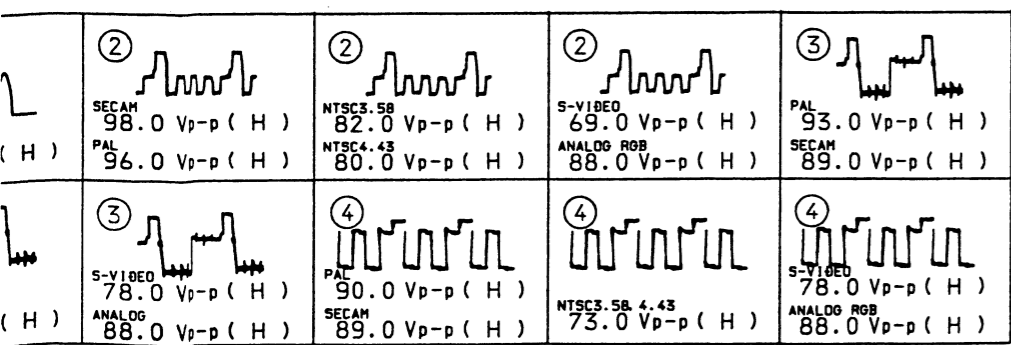 ( H )
②
SECAM
98.0 Vp-p ( H )
PAL
96.0 Vp-p ( H )
②
NTSC3.58
82.0 Vp-p ( H )
NTSC4.43
80.0 Vp-p ( H )
②
S-VIDEO
69.0 Vp-p ( H )
ANALOG RGB
88.0 Vp-p ( H )
③
PAL
93.0 Vp-p ( H )
SECAM
89.0 Vp-p ( H )
( H )
③
S-VIDEO
78.0 Vp-p ( H )
ANALOG
88.0 Vp-p ( H )
④
PAL
90.0 Vp-p ( H )
SECAM
89.0 Vp-p ( H )
④
NTSC3.58 4.43
73.0 Vp-p ( H )
④
S-VIDEO
78.0 Vp-p ( H )
ANALOG RGB
88.0 Vp-p ( H )